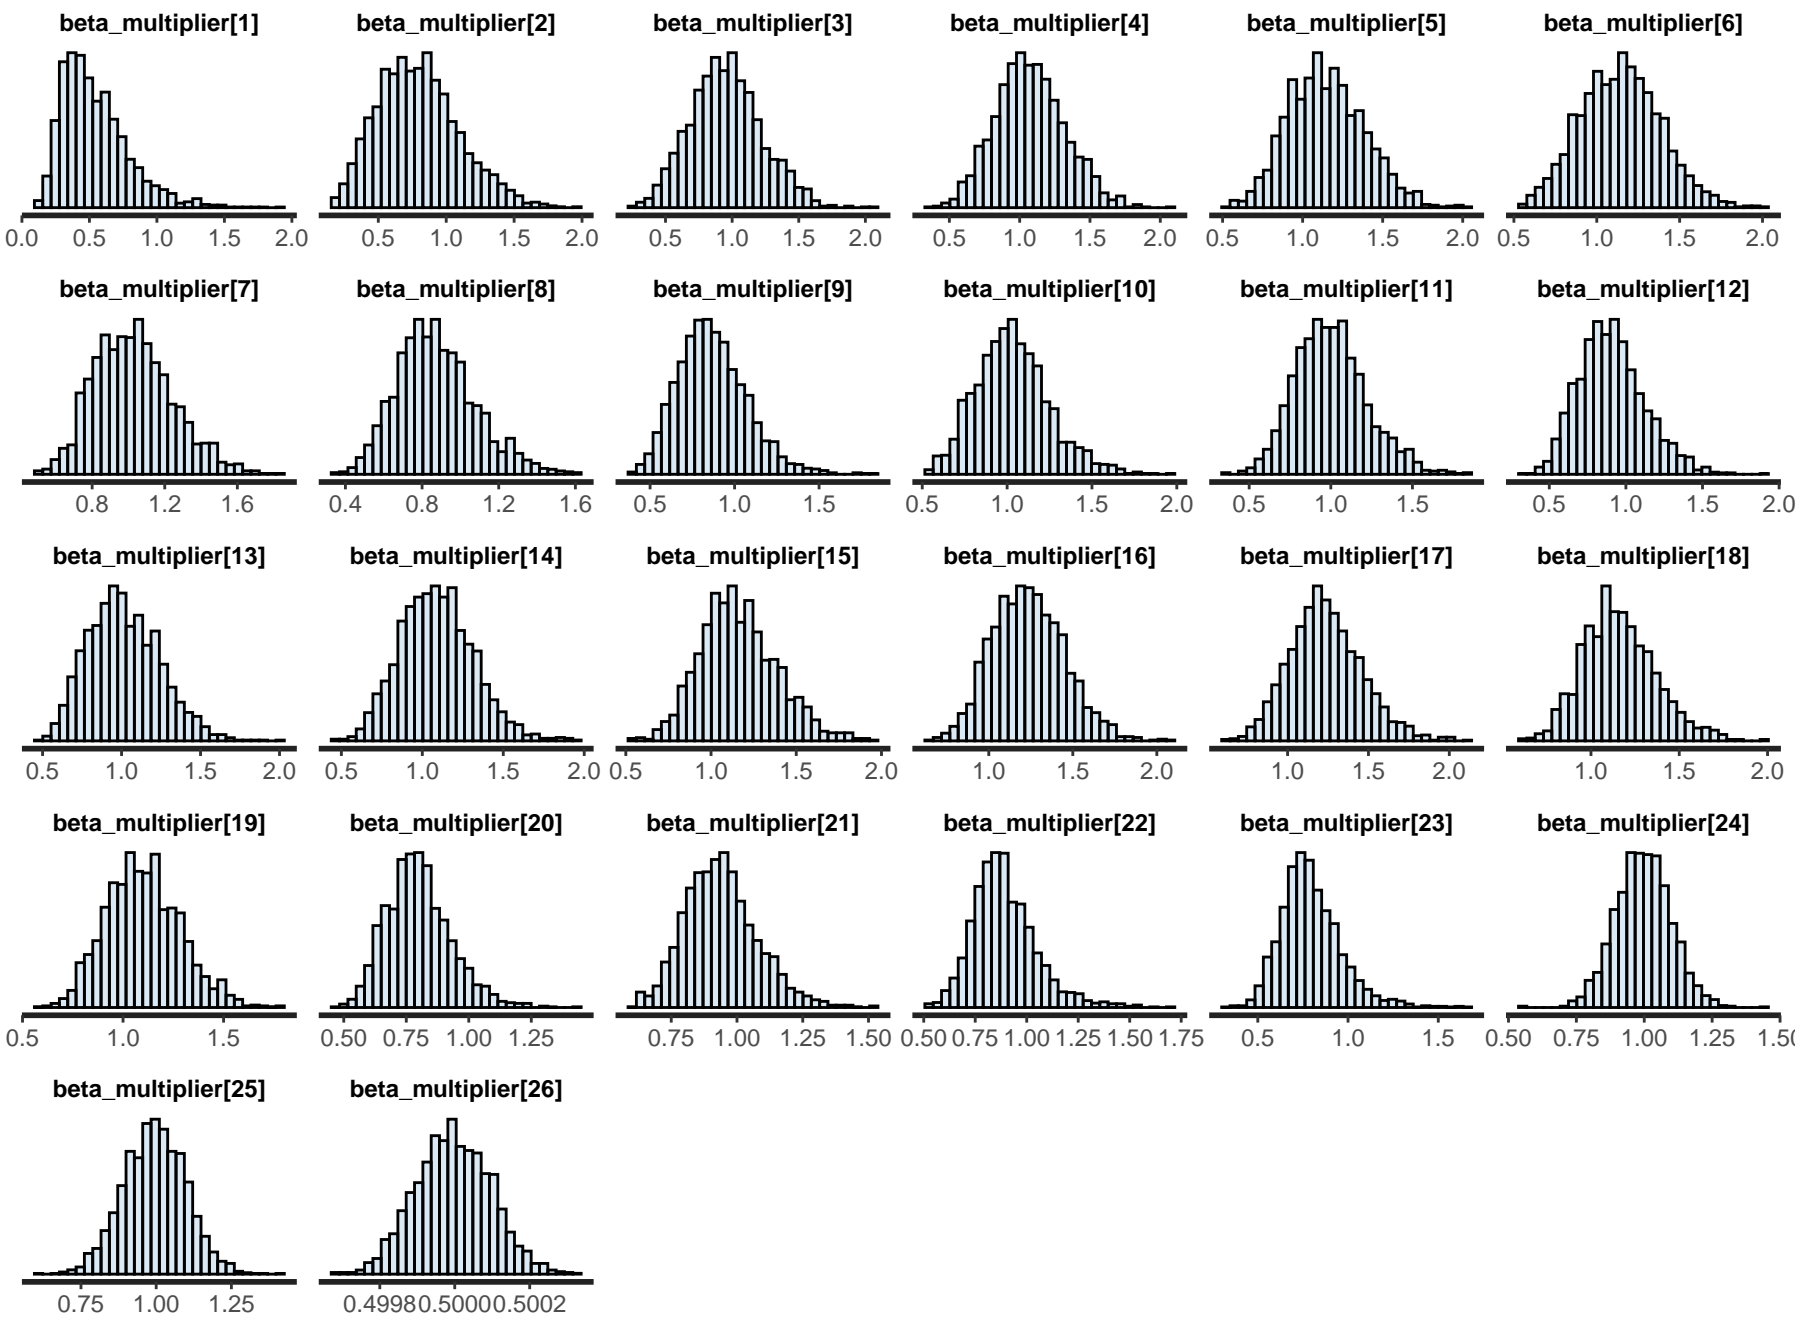 beta_multiplier[1] beta_multiplier[2] beta_multiplier[3] beta_multiplier[4] beta_multiplier[5] beta_multiplier[6]
0.0 0.5 1.0 1.5 2.0 0.5 1.0 1.5 2.0 0.5 1.0 1.5 2.0 0.5 1.0 1.5 2.0 0.5 1.0 1.5 2.0 0.5 1.0 1.5 2.0
beta_multiplier[7] beta_multiplier[8] beta_multiplier[9] beta_multiplier[10] beta_multiplier[11] beta_multiplier[12]
0.8 1.2 1.6 0.4 0.8 1.2 1.6 0.5 1.0 1.5 0.5 1.0 1.5 2.0 0.5 1.0 1.5 0.5 1.0 1.5 2.0
beta_multiplier[13] beta_multiplier[14] beta_multiplier[15] beta_multiplier[16] beta_multiplier[17] beta_multiplier[18]
0.5 1.0 1.5 2.0 0.5 1.0 1.5 2.0 0.5 1.0 1.5 2.0 1.0 1.5 2.0 1.0 1.5 2.0 1.0 1.5 2.0
beta_multiplier[19] beta_multiplier[20] beta_multiplier[21] beta_multiplier[22] beta_multiplier[23] beta_multiplier[24]
0.5 1.0 1.5 0.50 0.75 1.00 1.25 0.75 1.00 1.25 1.50 0.50 0.75 1.00 1.25 1.50 1.75 0.5 1.0 1.5 0.50 0.75 1.00 1.25 1.50
beta_multiplier[25] beta_multiplier[26]
0.75 1.00 1.25 0.4998 0.5000 0.5002